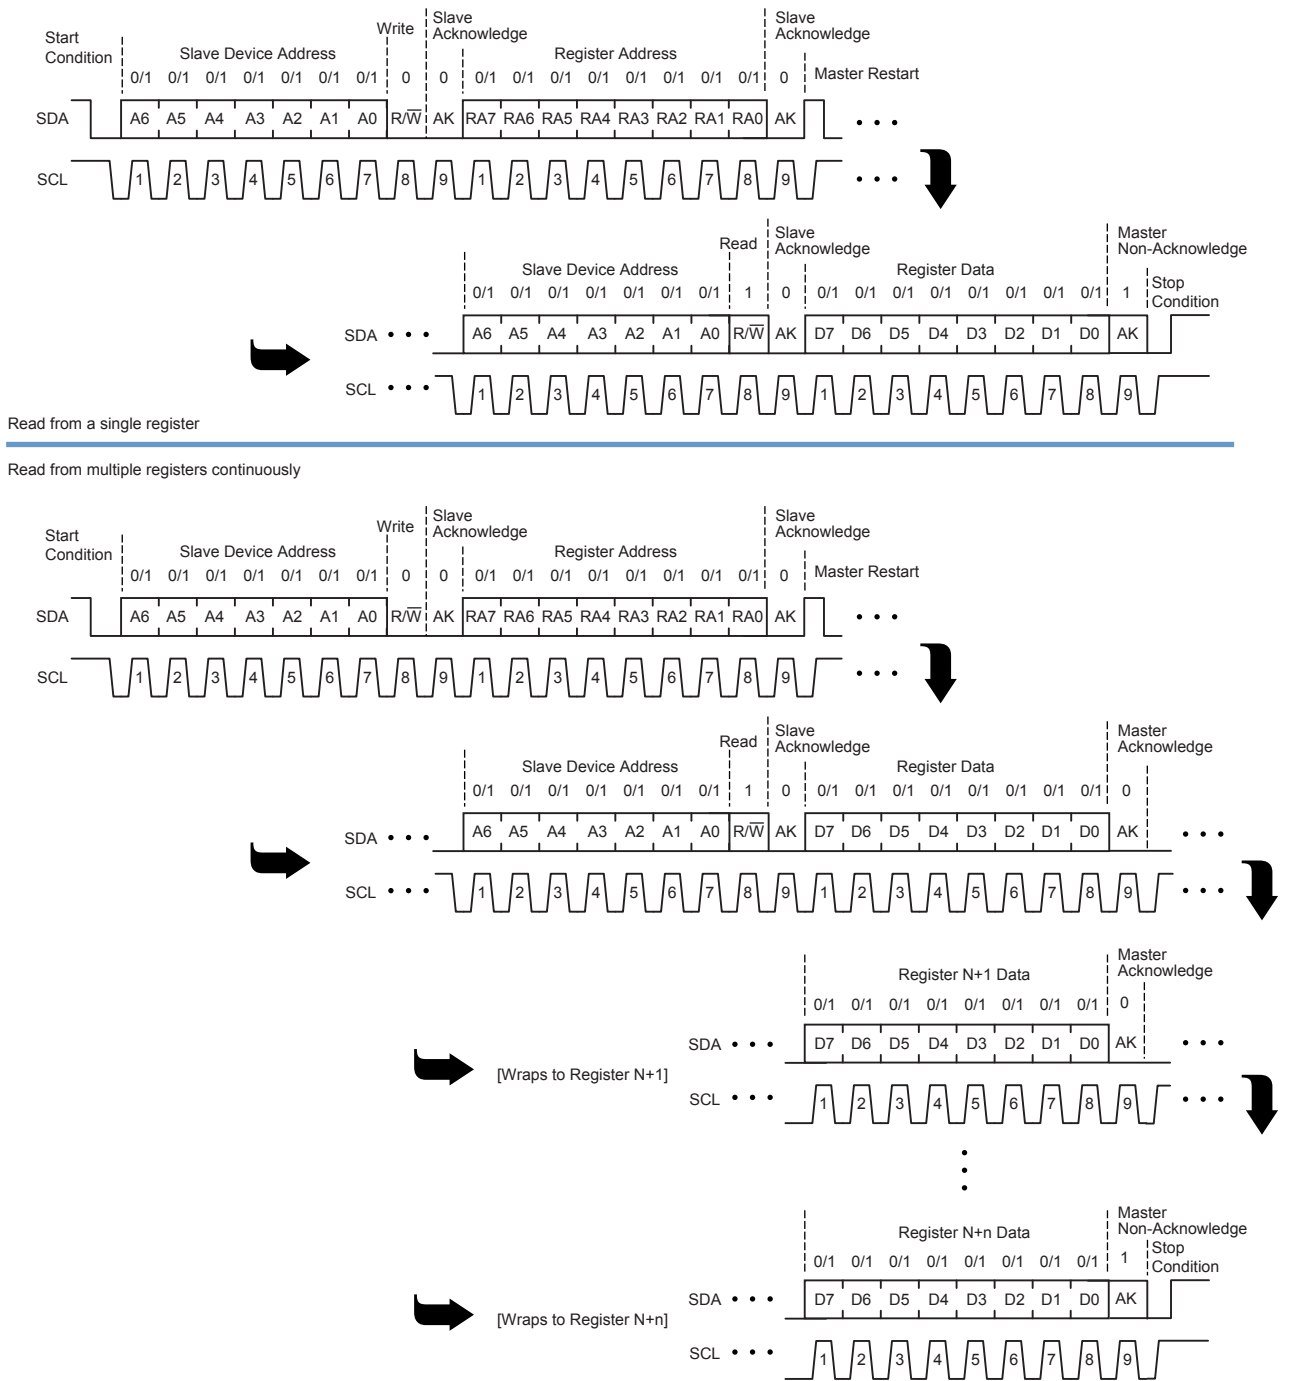 Start Condition
Slave Device Address
Write
Slave Acknowledge
Register Address
Slave Acknowledge
Master Restart
0/1 0/1 0/1 0/1 0/1 0/1 0/1 0 0 0/1 0/1 0/1 0/1 0/1 0/1 0/1 0/1 0
SDA A6 A5 A4 A3 A2 A1 A0 R/W̅ AK RA7 RA6 RA5 RA4 RA3 RA2 RA1 RA0 AK • • •
SCL 1 2 3 4 5 6 7 8 9 1 2 3 4 5 6 7 8 9 • • •
Slave Device Address
Read
Slave Acknowledge
Register Data
Master Non-Acknowledge
Stop Condition
0/1 0/1 0/1 0/1 0/1 0/1 0/1 1 0 0/1 0/1 0/1 0/1 0/1 0/1 0/1 0/1 1
SDA • • • A6 A5 A4 A3 A2 A1 A0 R/W̅ AK D7 D6 D5 D4 D3 D2 D1 D0 AK
SCL • • • 1 2 3 4 5 6 7 8 9 1 2 3 4 5 6 7 8 9
Read from a single register
Read from multiple registers continuously
Start Condition
Slave Device Address
Write
Slave Acknowledge
Register Address
Slave Acknowledge
Master Restart
0/1 0/1 0/1 0/1 0/1 0/1 0/1 0 0 0/1 0/1 0/1 0/1 0/1 0/1 0/1 0/1 0
SDA A6 A5 A4 A3 A2 A1 A0 R/W̅ AK RA7 RA6 RA5 RA4 RA3 RA2 RA1 RA0 AK • • •
SCL 1 2 3 4 5 6 7 8 9 1 2 3 4 5 6 7 8 9 • • •
Slave Device Address
Read
Slave Acknowledge
Register Data
Master Acknowledge
0/1 0/1 0/1 0/1 0/1 0/1 0/1 1 0 0/1 0/1 0/1 0/1 0/1 0/1 0/1 0/1 0
SDA • • • A6 A5 A4 A3 A2 A1 A0 R/W̅ AK D7 D6 D5 D4 D3 D2 D1 D0 AK • • •
SCL • • • 1 2 3 4 5 6 7 8 9 1 2 3 4 5 6 7 8 9 • • •
Register N+1 Data
Master Acknowledge
0/1 0/1 0/1 0/1 0/1 0/1 0/1 0/1 0
SDA • • • D7 D6 D5 D4 D3 D2 D1 D0 AK • • •
[Wraps to Register N+1]
SCL • • • 1 2 3 4 5 6 7 8 9 • • •
Register N+n Data
Master Non-Acknowledge
Stop Condition
0/1 0/1 0/1 0/1 0/1 0/1 0/1 0/1 1
SDA • • • D7 D6 D5 D4 D3 D2 D1 D0 AK
[Wraps to Register N+n]
SCL • • • 1 2 3 4 5 6 7 8 9